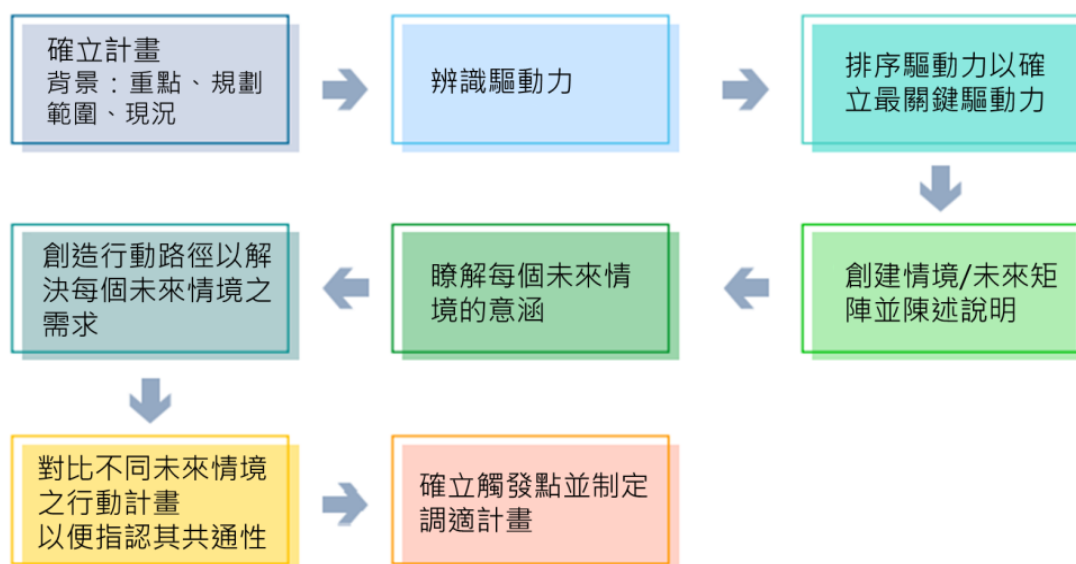 確立計畫
背景：重點、規劃
範圍、現況
辨識驅動力
排序驅動力以確
立最關鍵驅動力
創建情境/未來矩
陣並陳述說明
瞭解每個未來情
境的意涵
創造行動路徑以解
決每個未來情境之
需求
對比不同未來情境
之行動計畫
以便指認其共通性
確立觸發點並制定
調適計畫